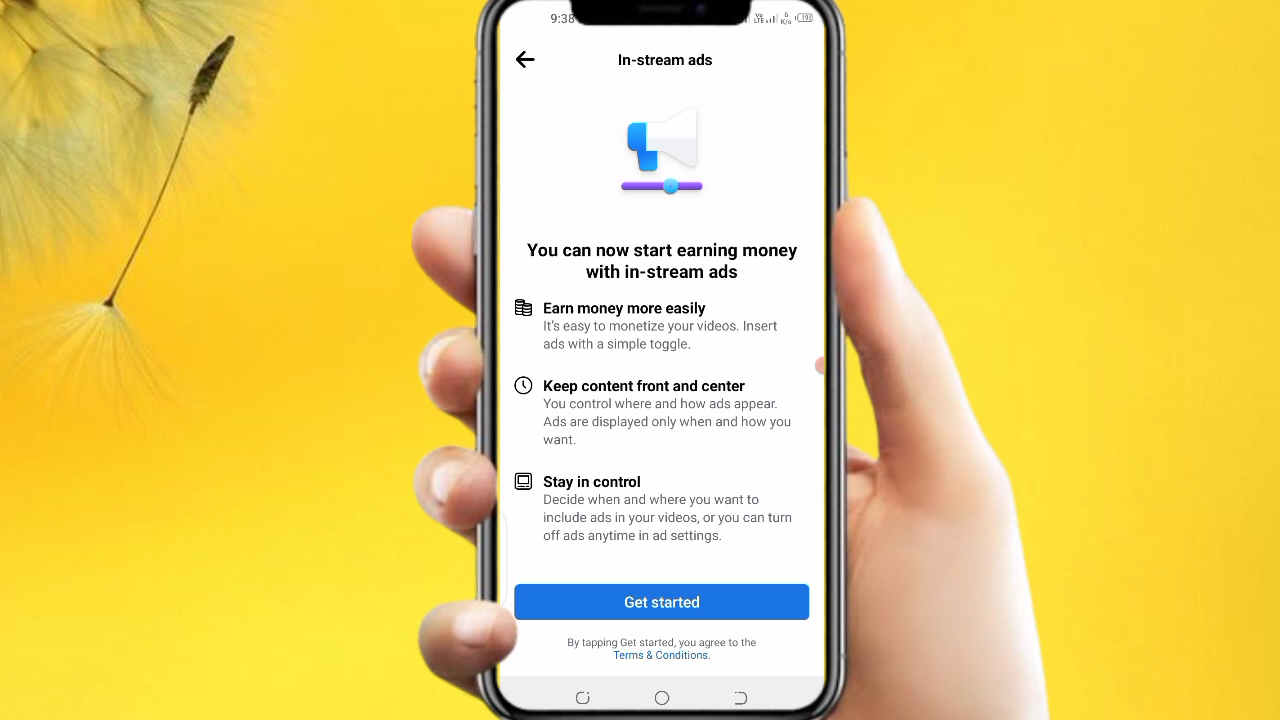 9:38
In-stream ads
You can now start earning money
with in-stream ads
Earn money more easily
It's easy to monetize your videos. Insert
ads with a simple toggle.
Keep content front and center
You control where and how ads appear.
Ads are displayed only when and how you
want.
Stay in control
Decide when and where you want to
include ads in your videos, or you can turn
off ads anytime in ad settings.
Get started
By tapping Get started, you agree to the
Terms & Conditions.